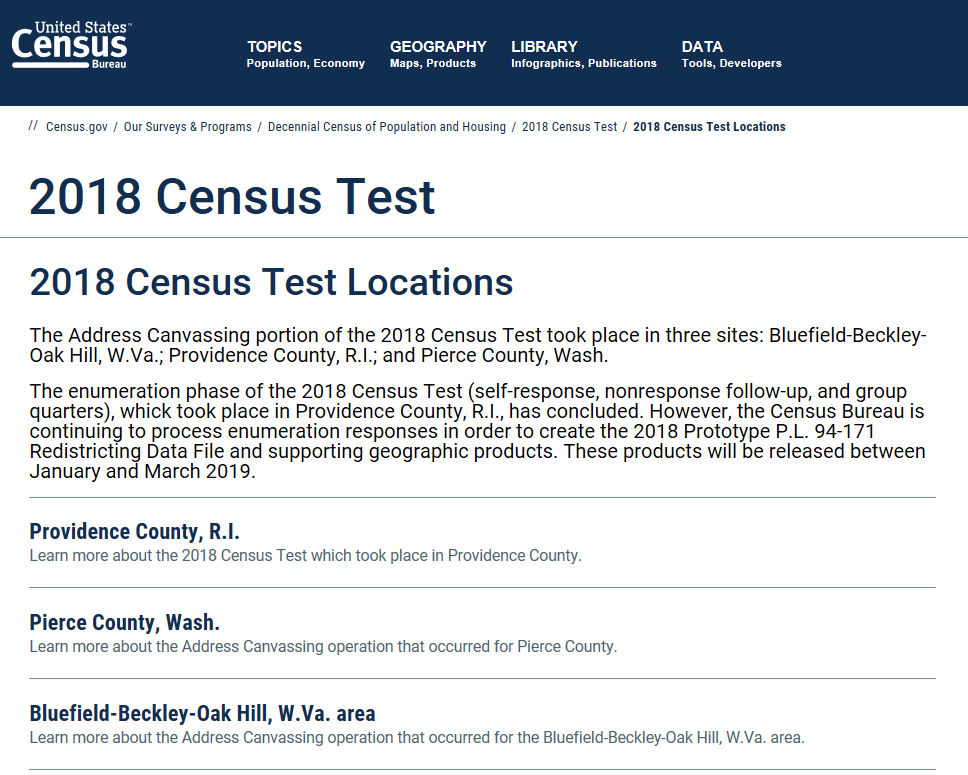 United States™
Census
Bureau
TOPICS
Population, Economy
GEOGRAPHY
Maps, Products
LIBRARY
Infographics, Publications
DATA
Tools, Developers
// Census.gov / Our Surveys & Programs / Decennial Census of Population and Housing / 2018 Census Test / 2018 Census Test Locations
2018 Census Test
2018 Census Test Locations
The Address Canvassing portion of the 2018 Census Test took place in three sites: Bluefield-Beckley-
Oak Hill, W.Va.; Providence County, R.I.; and Pierce County, Wash.
The enumeration phase of the 2018 Census Test (self-response, nonresponse follow-up, and group
quarters), whick took place in Providence County, R.I., has concluded. However, the Census Bureau is
continuing to process enumeration responses in order to create the 2018 Prototype P.L. 94-171
Redistricting Data File and supporting geographic products. These products will be released between
January and March 2019.
Providence County, R.I.
Learn more about the 2018 Census Test which took place in Providence County.
Pierce County, Wash.
Learn more about the Address Canvassing operation that occurred for Pierce County.
Bluefield-Beckley-Oak Hill, W.Va. area
Learn more about the Address Canvassing operation that occurred for the Bluefield-Beckley-Oak Hill, W.Va. area.